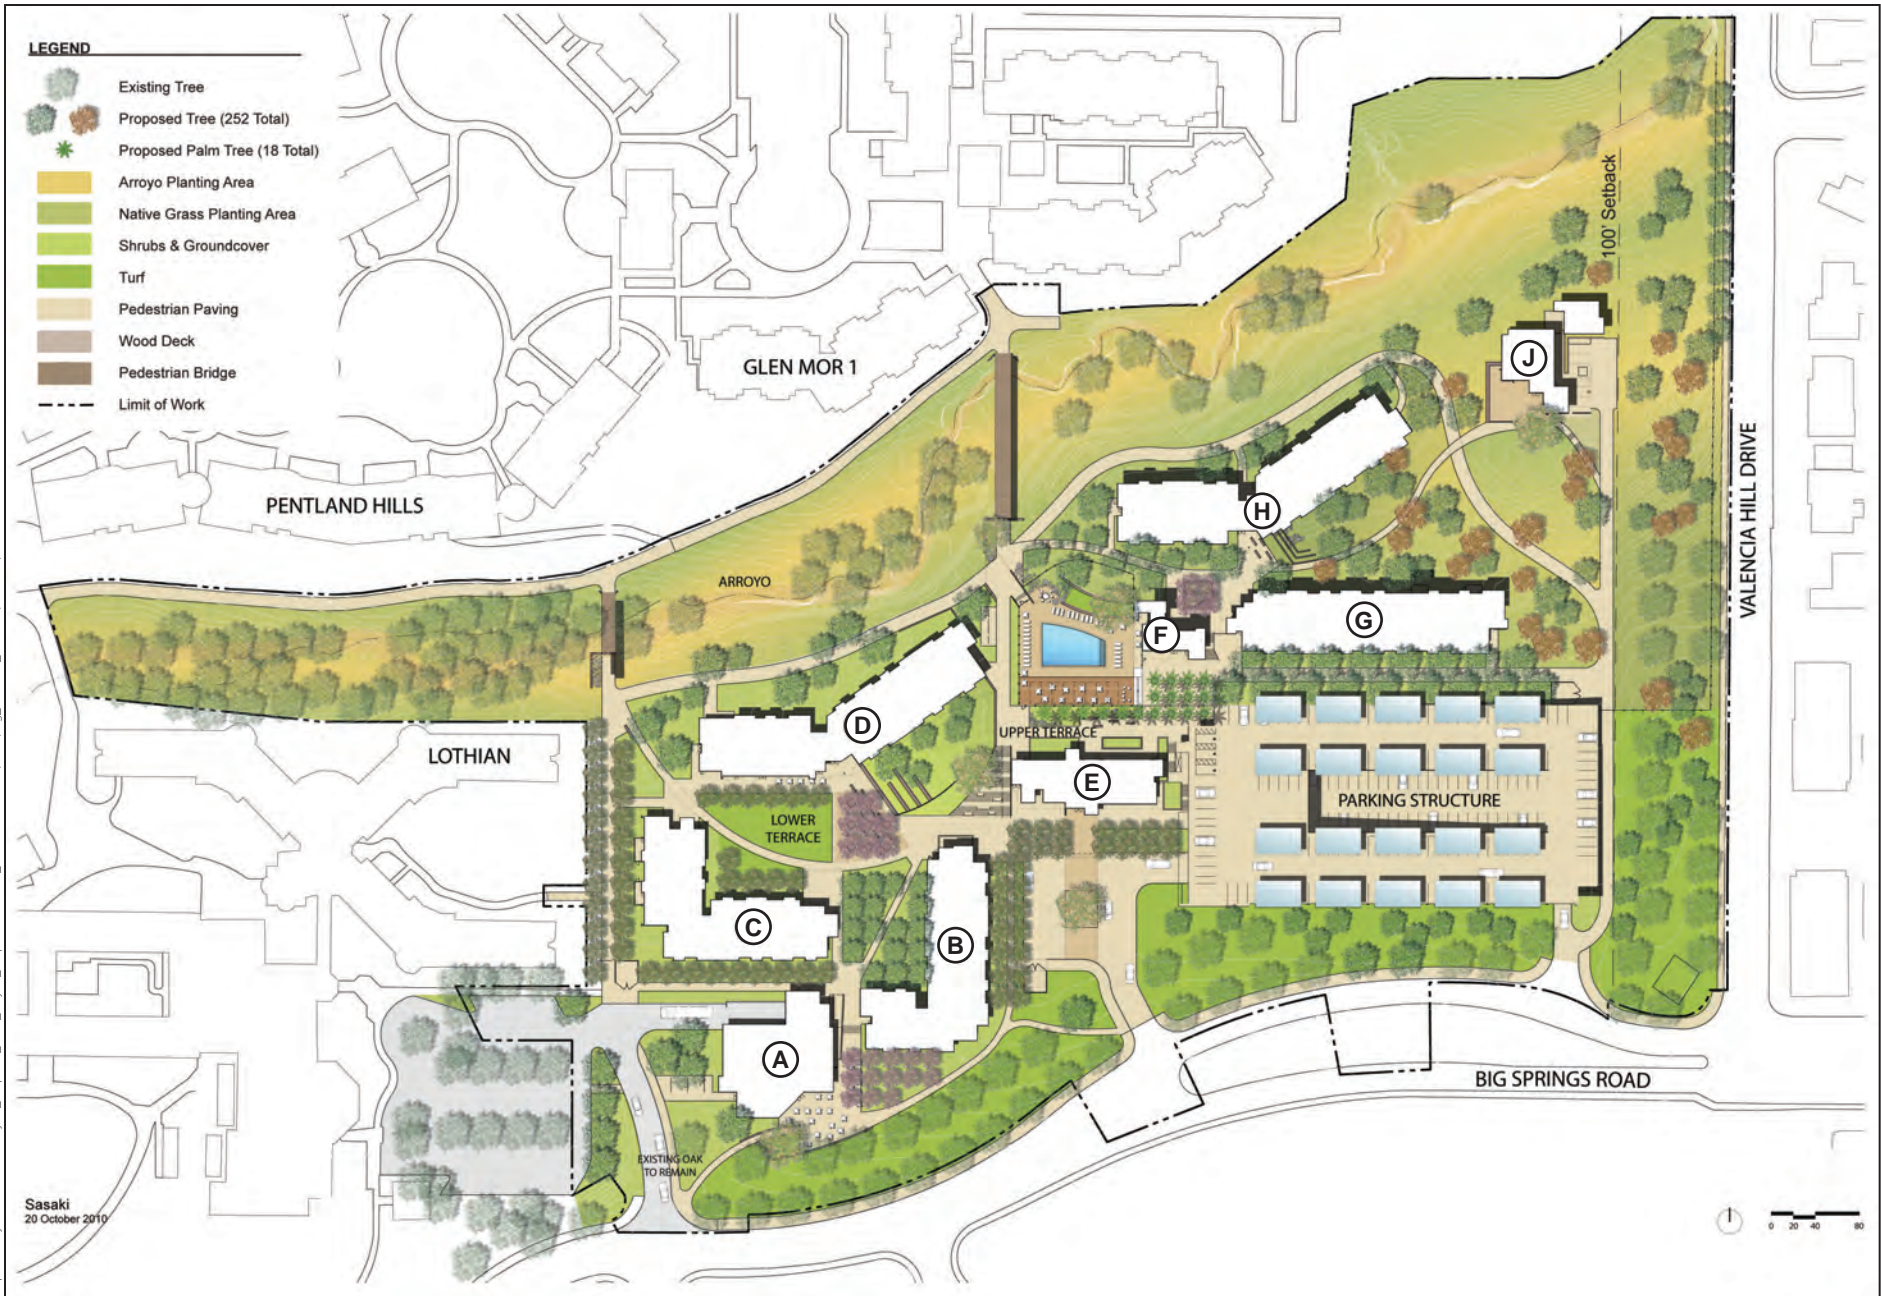 LEGEND
Existing Tree
Proposed Tree (252 Total)
Proposed Palm Tree (18 Total)
Arroyo Planting Area
Native Grass Planting Area
Shrubs & Groundcover
Turf
Pedestrian Paving
Wood Deck
Pedestrian Bridge
Limit of Work
100' Setback
GLEN MOR 1
J
VALENCIA HILL DRIVE
PENTLAND HILLS
H
ARROYO
F
G
D
UPPER TERRACE
LOTHIAN
E
PARKING STRUCTURE
LOWER
TERRACE
C
B
A
BIG SPRINGS ROAD
EXISTING OAK
TO REMAIN
Sasaki
20 October 2010
0 20 40 80